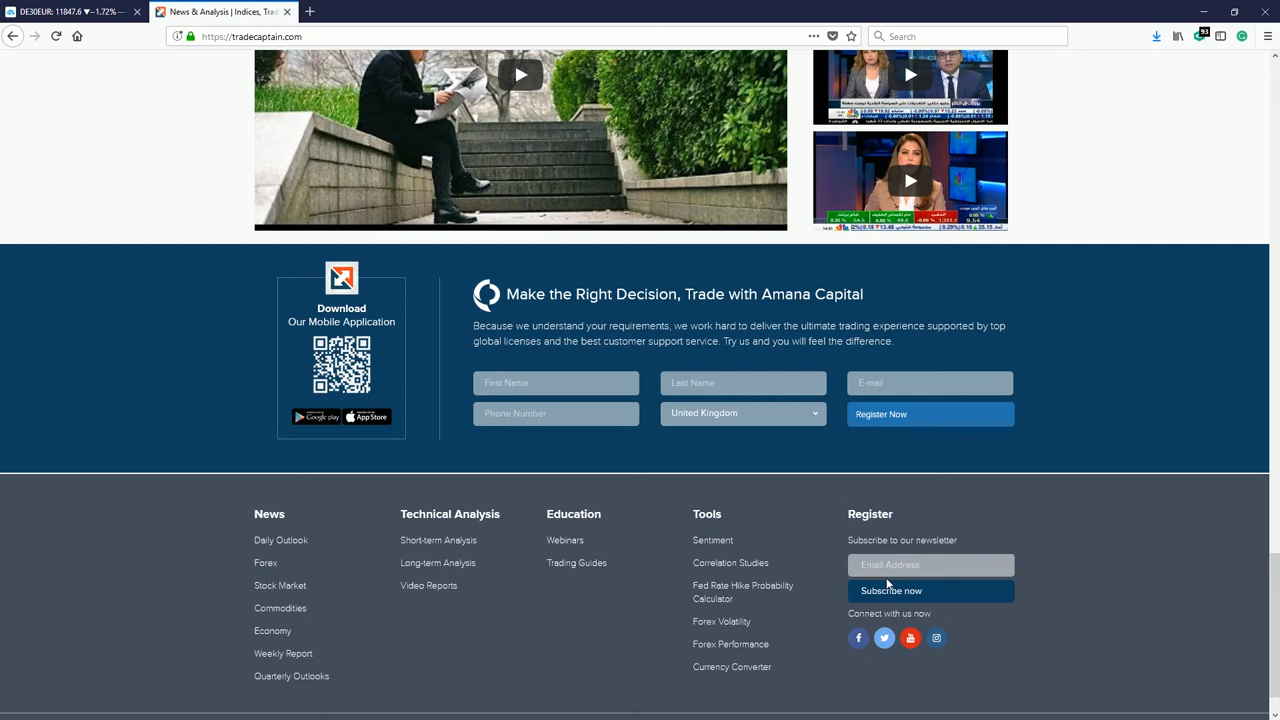 DE30EUR: 11847.6 ▼−1.72%
News & Analysis | Indices, Trad
https://tradecaptain.com
Search
93
Download
Our Mobile Application
Google play
App Store
Make the Right Decision, Trade with Amana Capital
Because we understand your requirements, we work hard to deliver the ultimate trading experience supported by top
global licenses and the best customer support service. Try us and you will feel the difference.
First Name
Last Name
E-mail
Phone Number
United Kingdom
Register Now
News
Daily Outlook
Forex
Stock Market
Commodities
Economy
Weekly Report
Quarterly Outlooks
Technical Analysis
Short-term Analysis
Long-term Analysis
Video Reports
Education
Webinars
Trading Guides
Tools
Sentiment
Correlation Studies
Fed Rate Hike Probability
Calculator
Forex Volatility
Forex Performance
Currency Converter
Register
Subscribe to our newsletter
Email Address
Subscribe now
Connect with us now